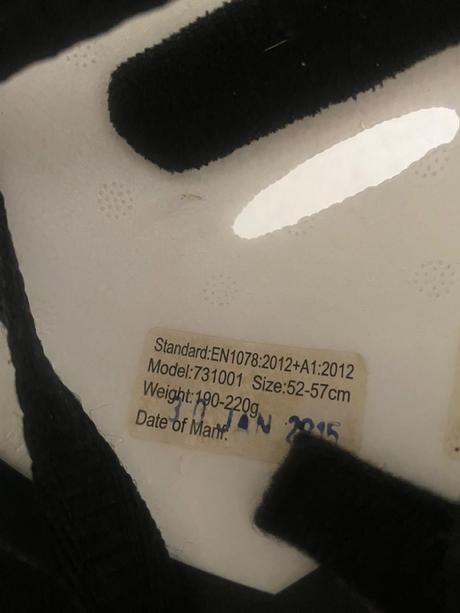 Standard:EN1078:2012+A1:2012
Model:731001 Size:52-57cm
Weight:190-220g
Date of Manf: 30 JAN 2015